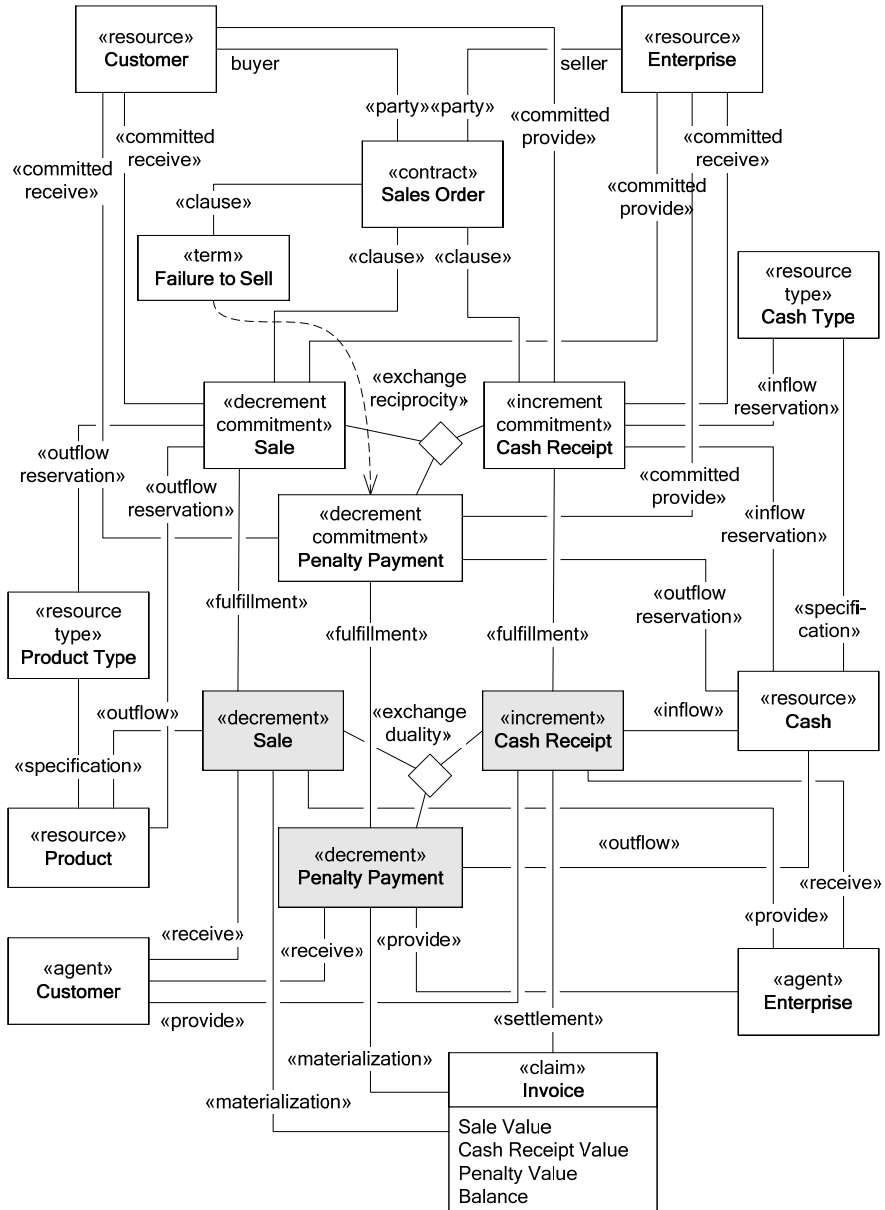 «resource»
Customer
«resource»
Enterprise
buyer
seller
«party»
«party»
«committed
provide»
«committed
receive»
«committed
receive»
«contract»
Sales Order
«committed
receive»
«committed
provide»
«clause»
«term»
Failure to Sell
«clause»
«clause»
«resource
type»
Cash Type
«exchange
reciprocity»
«decrement
commitment»
Sale
«increment
commitment»
Cash Receipt
«inflow
reservation»
«outflow
reservation»
«outflow
reservation»
«committed
provide»
«decrement
commitment»
Penalty Payment
«inflow
reservation»
«outflow
reservation»
«resource
type»
Product Type
«fulfillment»
«fulfillment»
«fulfillment»
«specifi-
cation»
«outflow»
«decrement»
Sale
«exchange
duality»
«increment»
Cash Receipt
«inflow»
«resource»
Cash
«specification»
«resource»
Product
«decrement»
Penalty Payment
«outflow»
«receive»
«provide»
«receive»
«receive»
«provide»
«agent»
Customer
«agent»
Enterprise
«provide»
«settlement»
«materialization»
«materialization»
«claim»
Invoice
Sale Value
Cash Receipt Value
Penalty Value
Balance